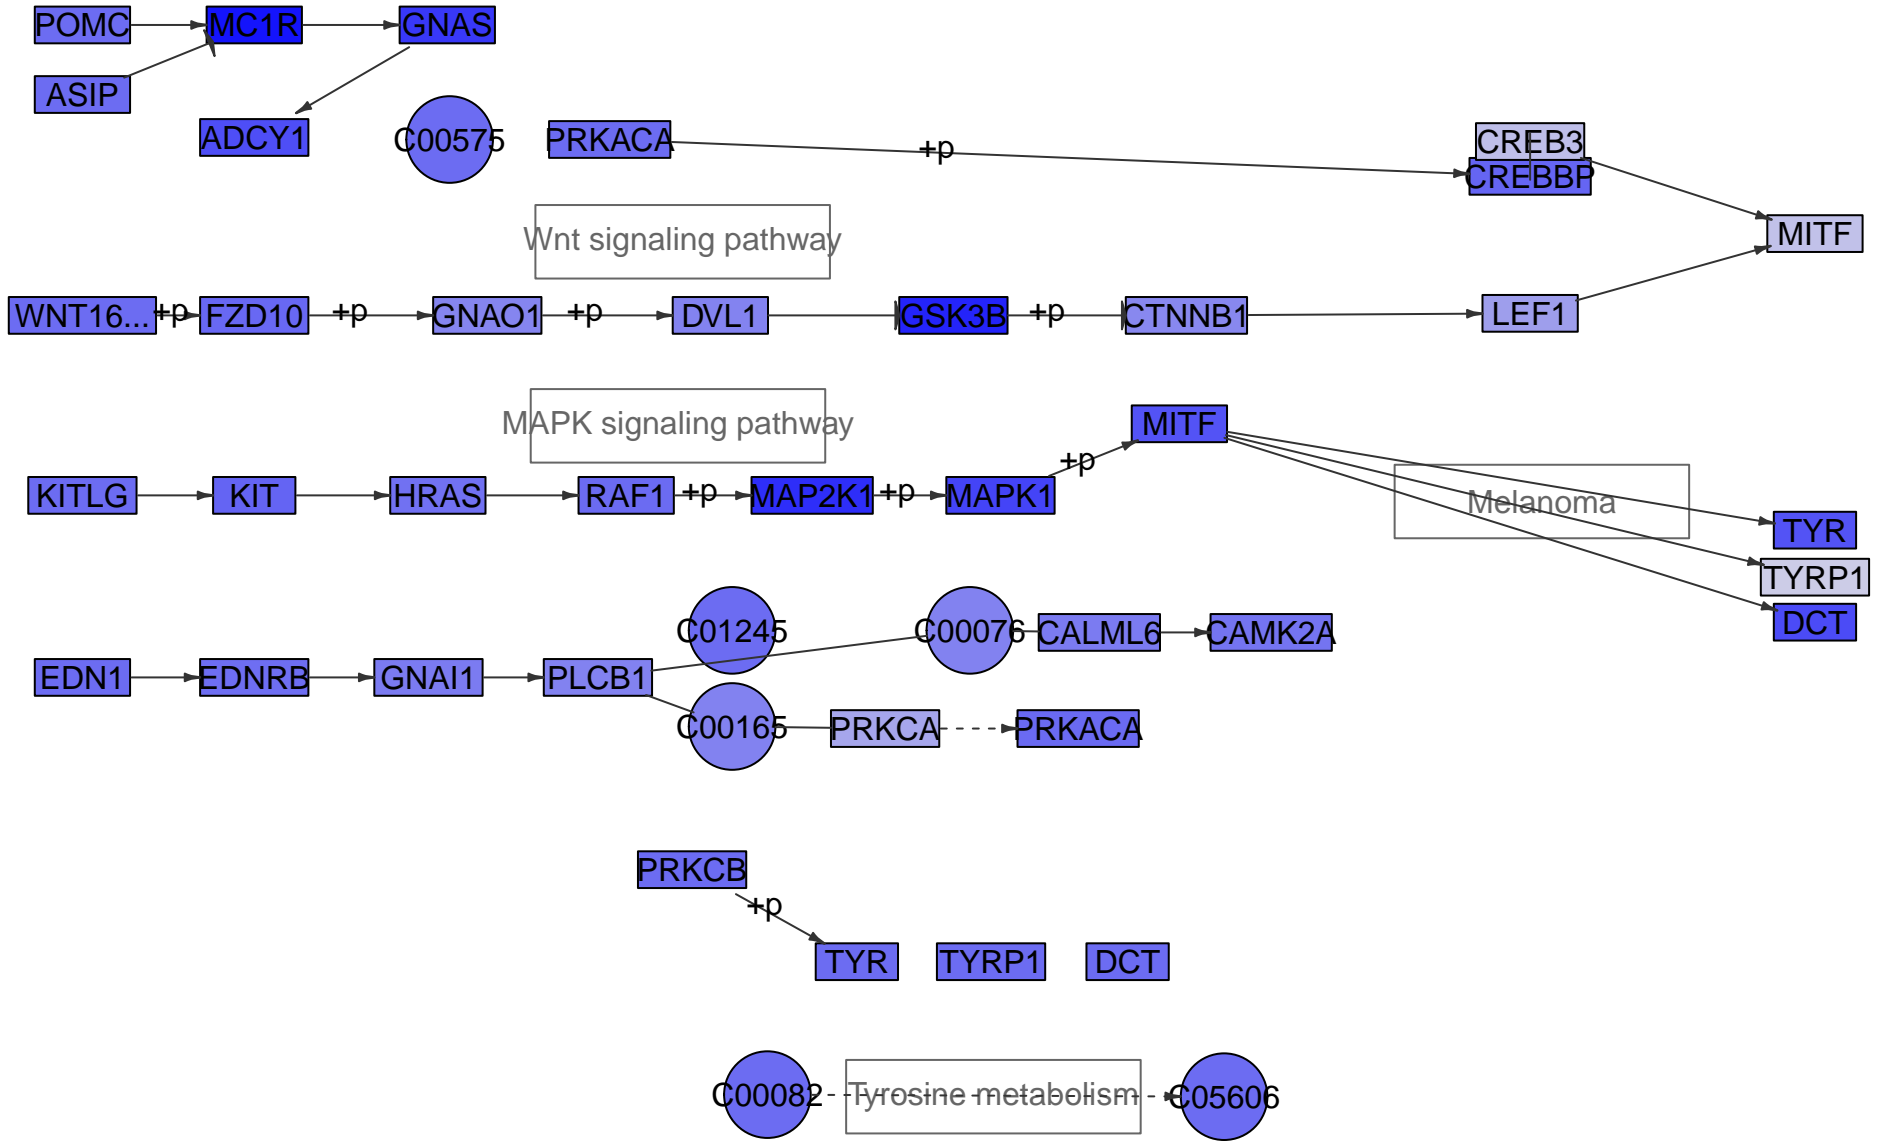 POMC
MC1R
GNAS
ASIP
ADCY1
C00575
PRKACA
+p
CREB3
CREBBP
Wnt signaling pathway
MITF
WNT16...
+p
FZD10
+p
GNAO1
+p
DVL1
GSK3B
+p
CTNNB1
LEF1
MAPK signaling pathway
MITF
+p
KITLG
KIT
HRAS
RAF1
+p
MAP2K1
+p
MAPK1
Melanoma
TYR
TYRP1
DCT
C01245
C00076
CALML6
CAMK2A
EDN1
EDNRB
GNAI1
PLCB1
C00165
PRKCA
PRKACA
PRKCB
+p
TYR
TYRP1
DCT
C00082
Tyrosine metabolism
C05606